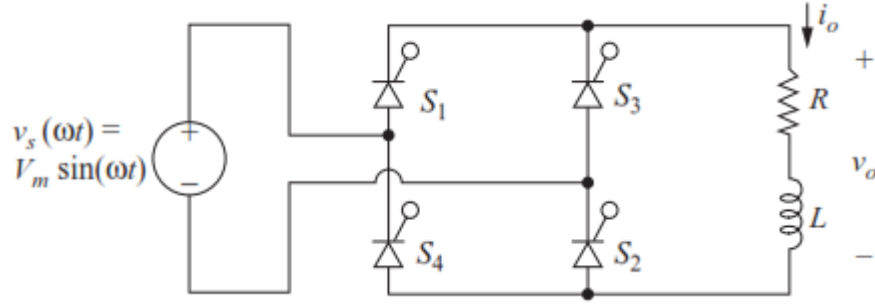 i_o
+
S_1
S_3
R
v_s (ωt) =
V_m sin(ωt)
+
−
v_o
S_4
S_2
L
−